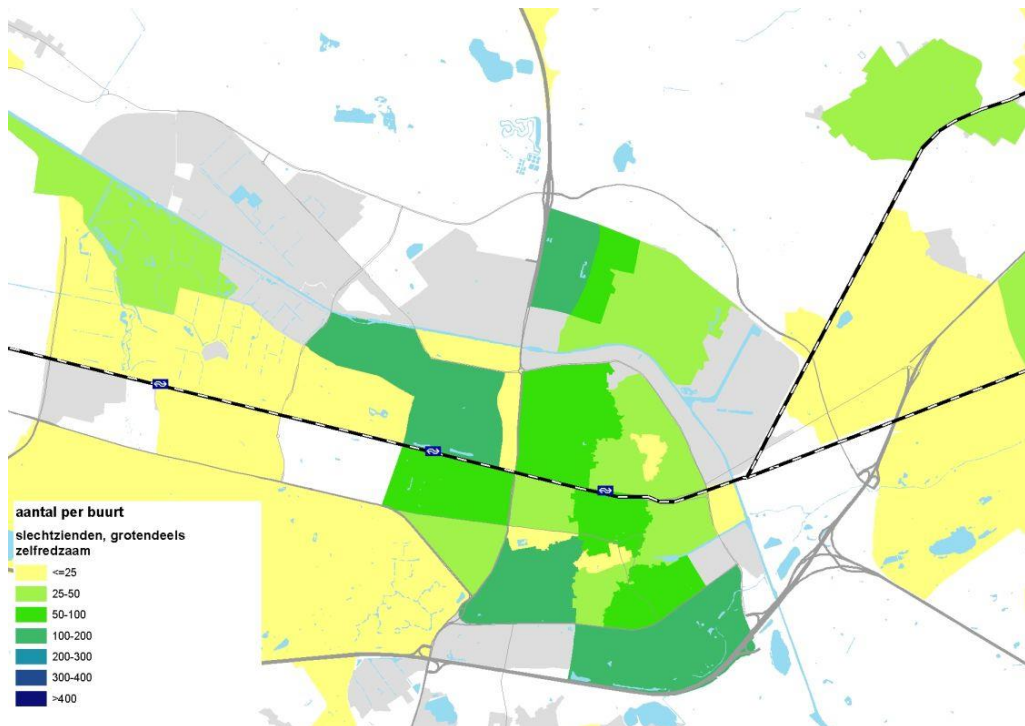 aantal per buurt
slechtzienden, grotendeels
zelfredzaam
<=25
25-50
50-100
100-200
200-300
300-400
>400